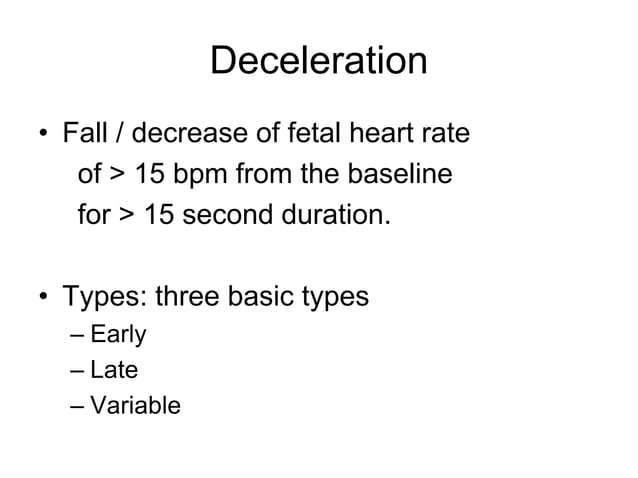 Deceleration
• Fall / decrease of fetal heart rate
of > 15 bpm from the baseline
for > 15 second duration.
• Types: three basic types
– Early
– Late
– Variable